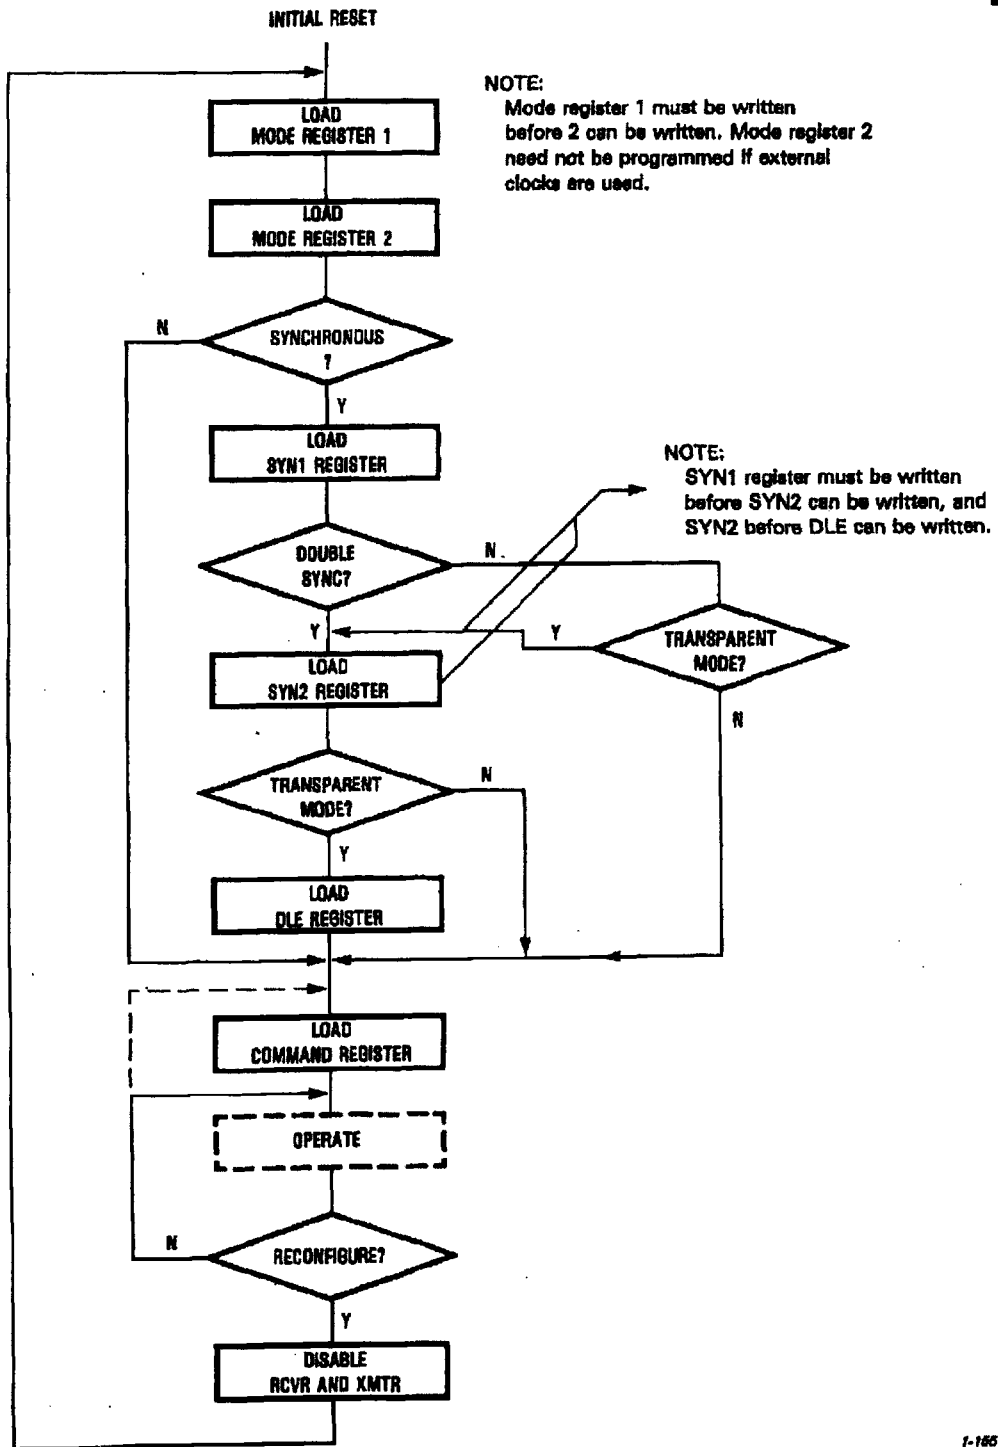 INITIAL RESET
NOTE:
Mode register 1 must be written
before 2 can be written. Mode register 2
need not be programmed if external
clocks are used.
LOAD
MODE REGISTER 1
LOAD
MODE REGISTER 2
N
SYNCHRONOUS
?
Y
LOAD
SYN1 REGISTER
NOTE:
SYN1 register must be written
before SYN2 can be written, and
SYN2 before DLE can be written.
DOUBLE
SYNC?
N
Y
Y
TRANSPARENT
MODE?
LOAD
SYN2 REGISTER
N
TRANSPARENT
MODE?
N
Y
LOAD
DLE REGISTER
LOAD
COMMAND REGISTER
OPERATE
N
RECONFIGURE?
Y
DISABLE
RCVR AND XMTR
1-155